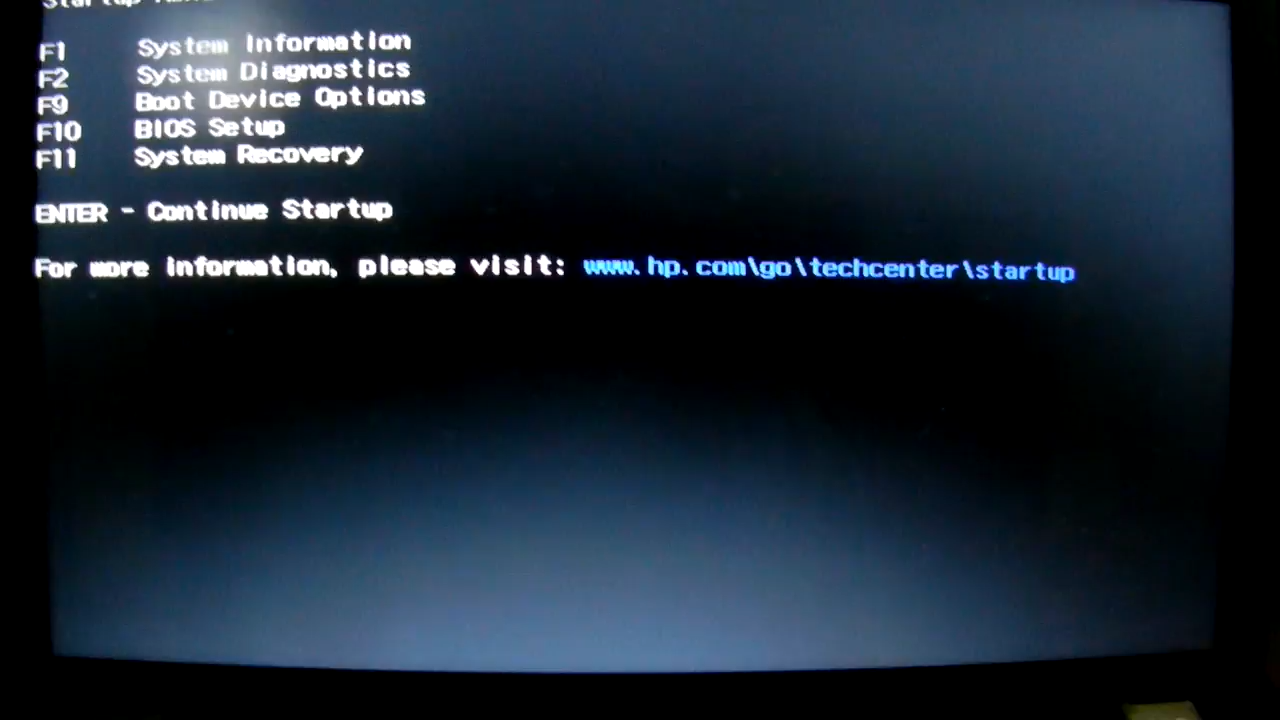 Startup
F1 System Information
F2 System Diagnostics
F9 Boot Device Options
F10 BIOS Setup
F11 System Recovery
ENTER - Continue Startup
For more information, please visit: www.hp.com\go\techcenter\startup